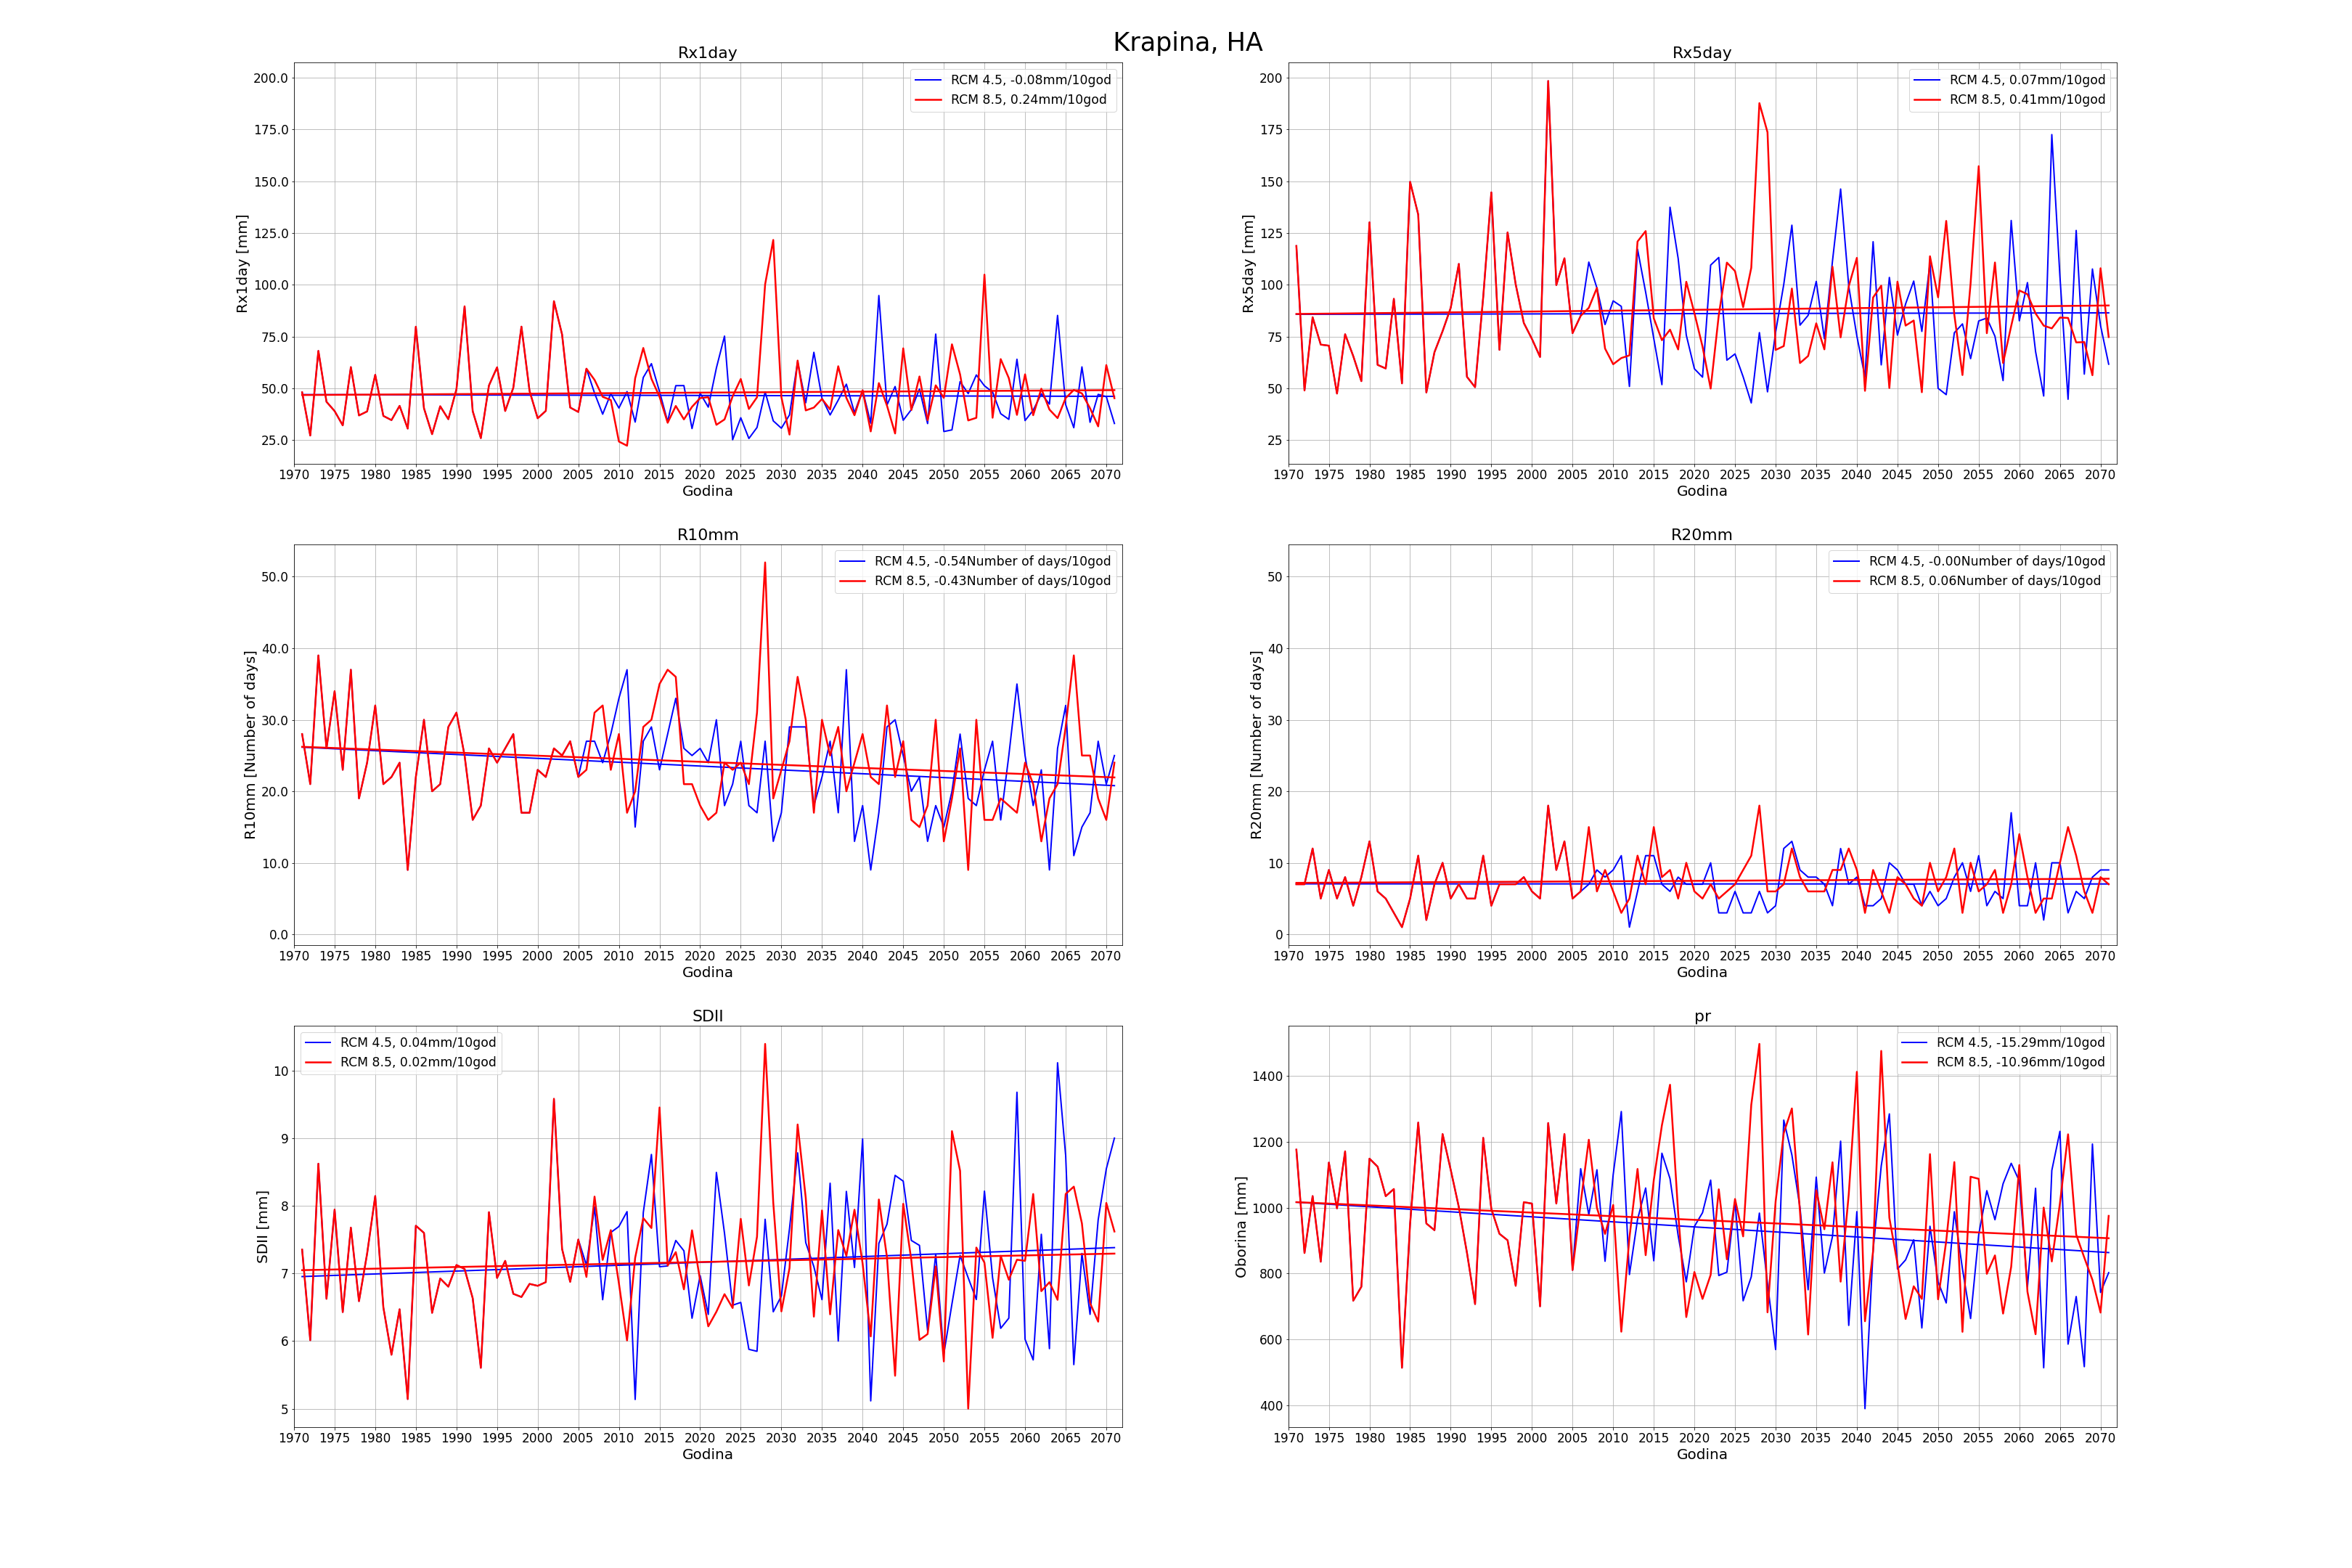 Krapina, HA
Rx1day
200.0
175.0
150.0
125.0
100.0
75.0
50.0
25.0
Rx1day [mm]
RCM 4.5, -0.08mm/10god
RCM 8.5, 0.24mm/10god
1970 1975 1980 1985 1990 1995 2000 2005 2010 2015 2020 2025 2030 2035 2040 2045 2050 2055 2060 2065 2070
Godina
Rx5day
200
175
150
125
100
75
50
25
Rx5day [mm]
RCM 4.5, 0.07mm/10god
RCM 8.5, 0.41mm/10god
1970 1975 1980 1985 1990 1995 2000 2005 2010 2015 2020 2025 2030 2035 2040 2045 2050 2055 2060 2065 2070
Godina
R10mm
50.0
40.0
30.0
20.0
10.0
0.0
R10mm [Number of days]
RCM 4.5, -0.54Number of days/10god
RCM 8.5, -0.43Number of days/10god
1970 1975 1980 1985 1990 1995 2000 2005 2010 2015 2020 2025 2030 2035 2040 2045 2050 2055 2060 2065 2070
Godina
R20mm
50
40
30
20
10
0
R20mm [Number of days]
RCM 4.5, -0.00Number of days/10god
RCM 8.5, 0.06Number of days/10god
1970 1975 1980 1985 1990 1995 2000 2005 2010 2015 2020 2025 2030 2035 2040 2045 2050 2055 2060 2065 2070
Godina
SDII
10
9
8
7
6
5
SDII [mm]
RCM 4.5, 0.04mm/10god
RCM 8.5, 0.02mm/10god
1970 1975 1980 1985 1990 1995 2000 2005 2010 2015 2020 2025 2030 2035 2040 2045 2050 2055 2060 2065 2070
Godina
pr
1400
1200
1000
800
600
400
Oborina [mm]
RCM 4.5, -15.29mm/10god
RCM 8.5, -10.96mm/10god
1970 1975 1980 1985 1990 1995 2000 2005 2010 2015 2020 2025 2030 2035 2040 2045 2050 2055 2060 2065 2070
Godina